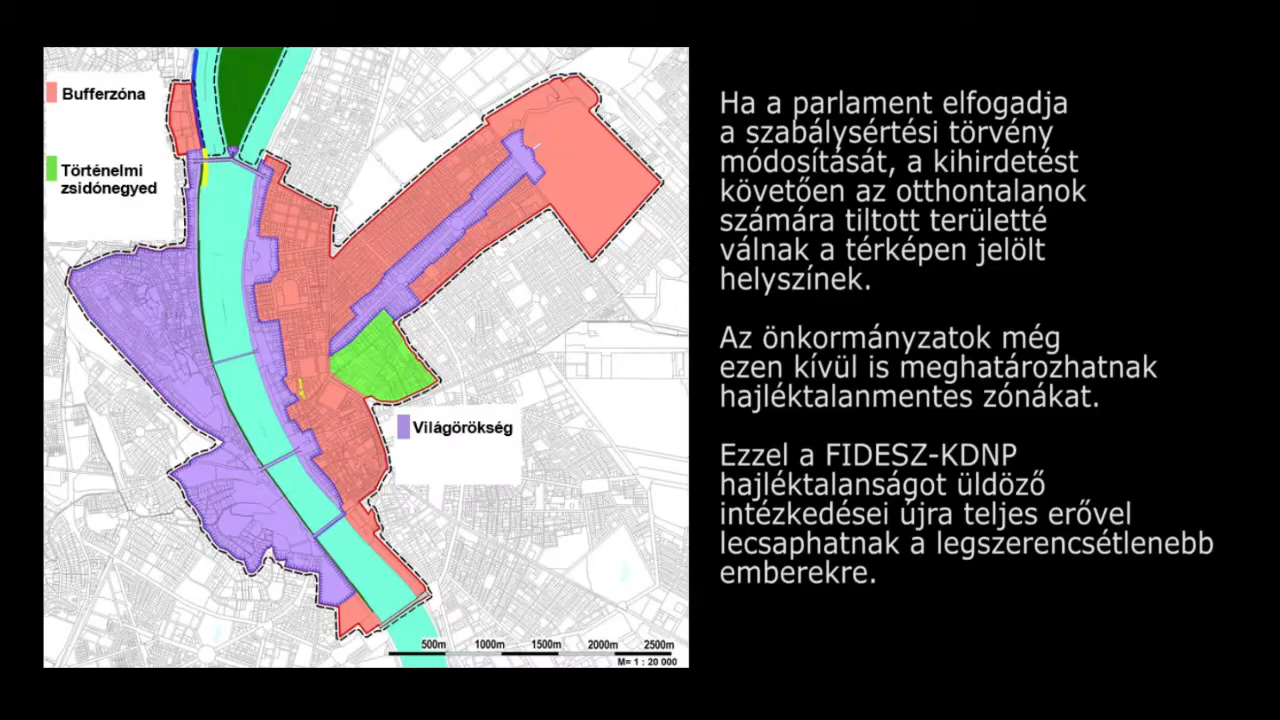 Bufferzóna
Történelmi
zsidónegyed
Világörökség
500m 1000m 1500m 2000m 2500m
M= 1 : 20 000
Ha a parlament elfogadja
a szabálysértési törvény
módosítását, a kihirdetést
követően az otthontalanok
számára tiltott területté
válnak a térképen jelölt
helyszínek.
Az önkormányzatok még
ezen kívül is meghatározhatnak
hajléktalanmentes zónákat.
Ezzel a FIDESZ-KDNP
hajléktalanságot üldöző
intézkedései újra teljes erővel
lecsaphatnak a legszerencsétlenebb
emberekre.